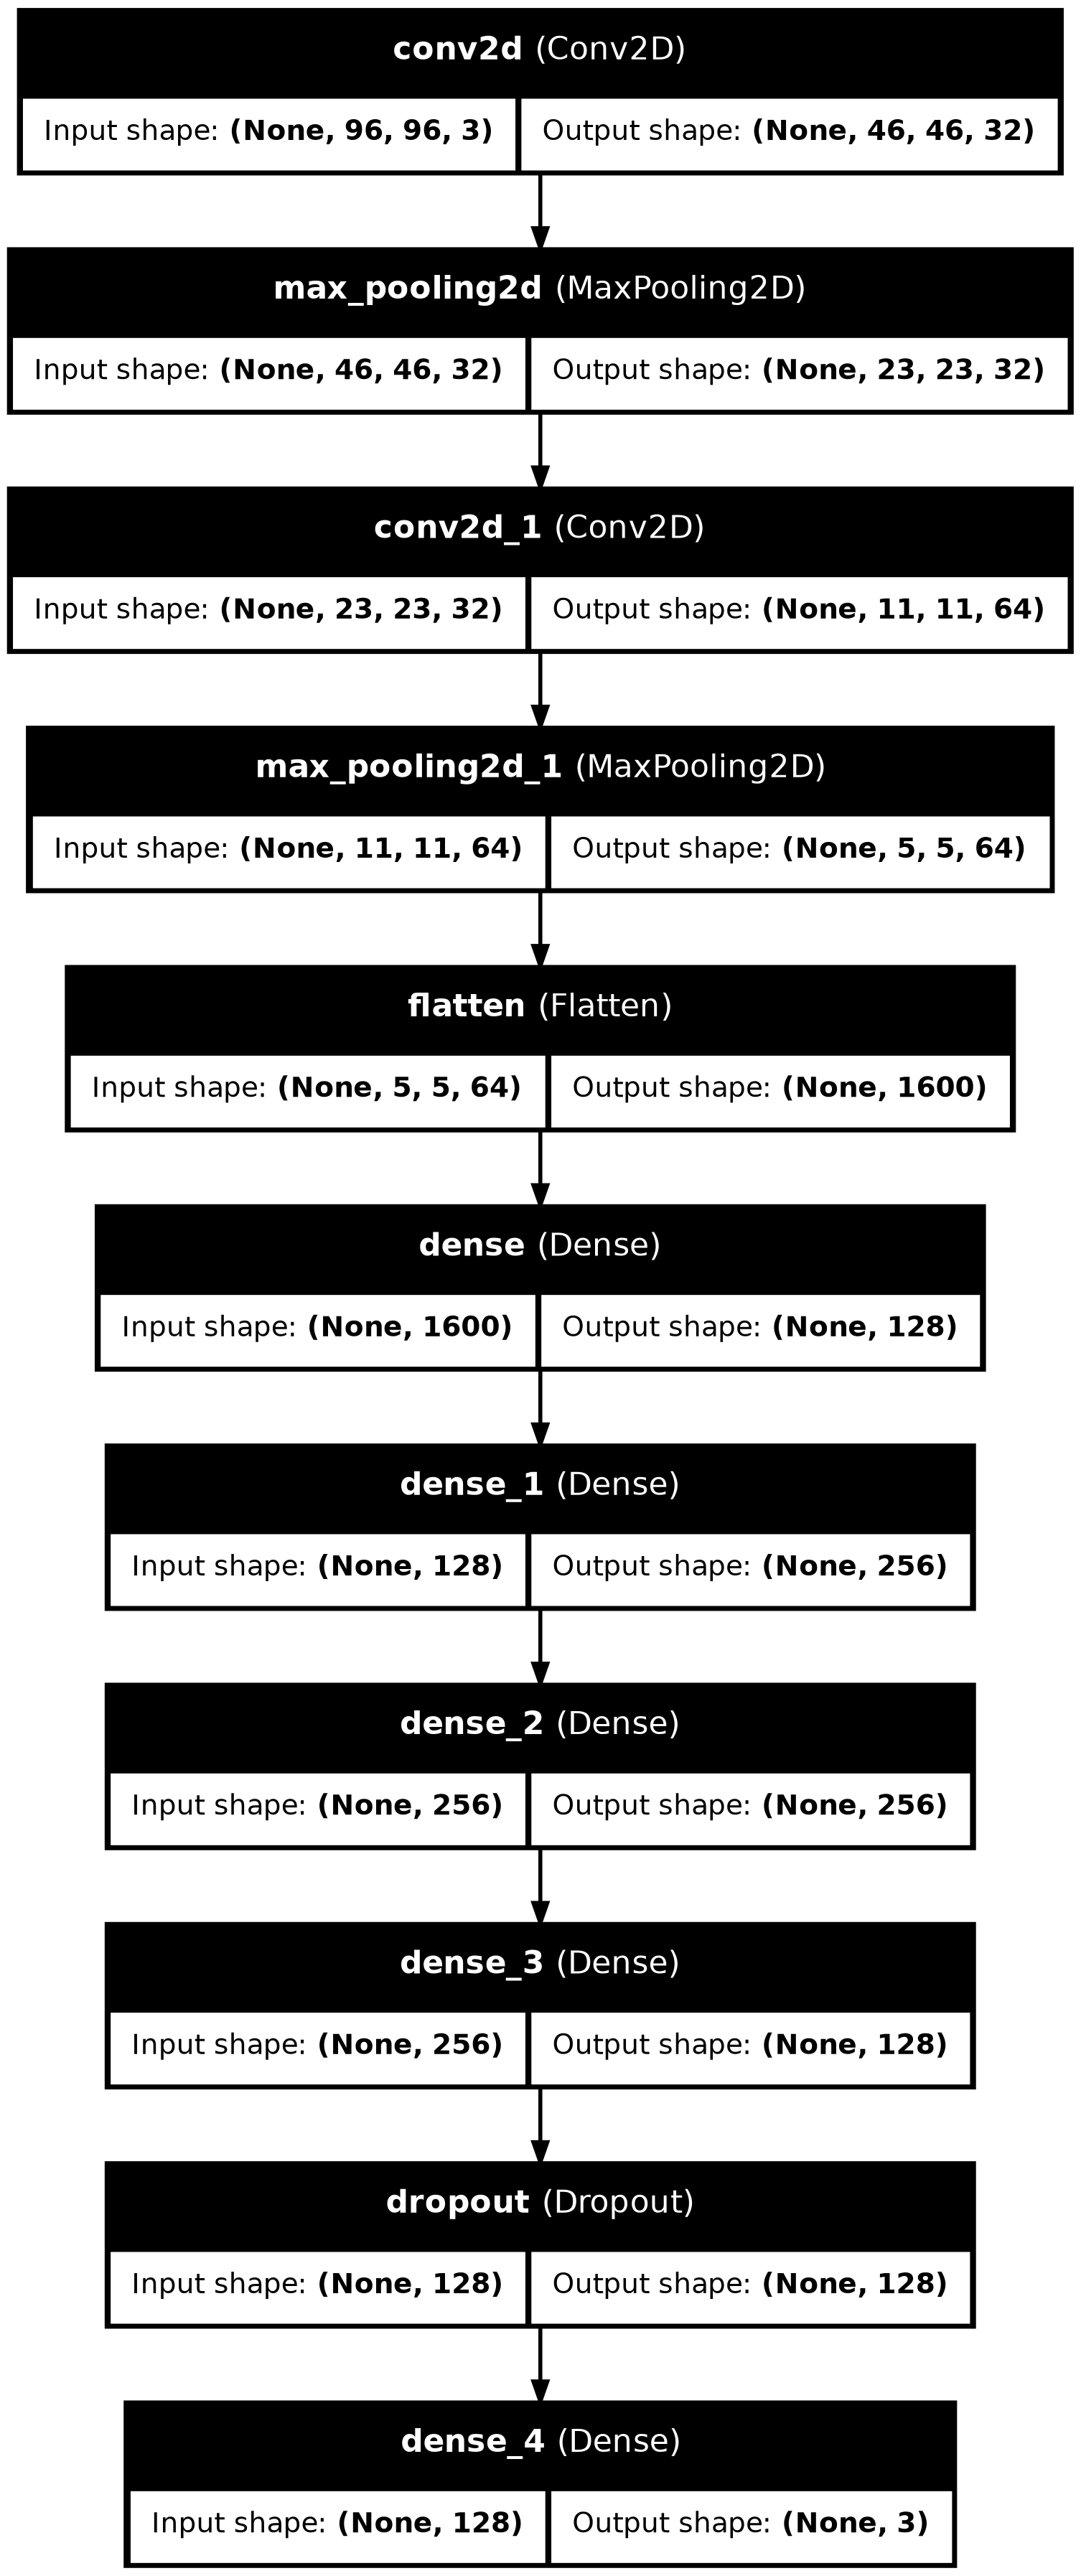 conv2d (Conv2D)
Input shape: (None, 96, 96, 3) Output shape: (None, 46, 46, 32)
max_pooling2d (MaxPooling2D)
Input shape: (None, 46, 46, 32) Output shape: (None, 23, 23, 32)
conv2d_1 (Conv2D)
Input shape: (None, 23, 23, 32) Output shape: (None, 11, 11, 64)
max_pooling2d_1 (MaxPooling2D)
Input shape: (None, 11, 11, 64) Output shape: (None, 5, 5, 64)
flatten (Flatten)
Input shape: (None, 5, 5, 64) Output shape: (None, 1600)
dense (Dense)
Input shape: (None, 1600) Output shape: (None, 128)
dense_1 (Dense)
Input shape: (None, 128) Output shape: (None, 256)
dense_2 (Dense)
Input shape: (None, 256) Output shape: (None, 256)
dense_3 (Dense)
Input shape: (None, 256) Output shape: (None, 128)
dropout (Dropout)
Input shape: (None, 128) Output shape: (None, 128)
dense_4 (Dense)
Input shape: (None, 128) Output shape: (None, 3)